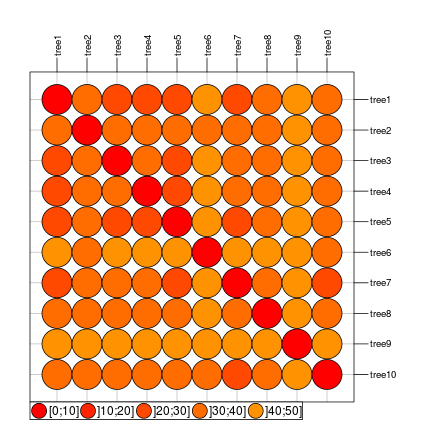 tree1 tree2 tree3 tree4 tree5 tree6 tree7 tree8 tree9 tree10
tree1
tree2
tree3
tree4
tree5
tree6
tree7
tree8
tree9
tree10
[0;10] ]10;20] ]20;30] ]30;40] ]40;50]